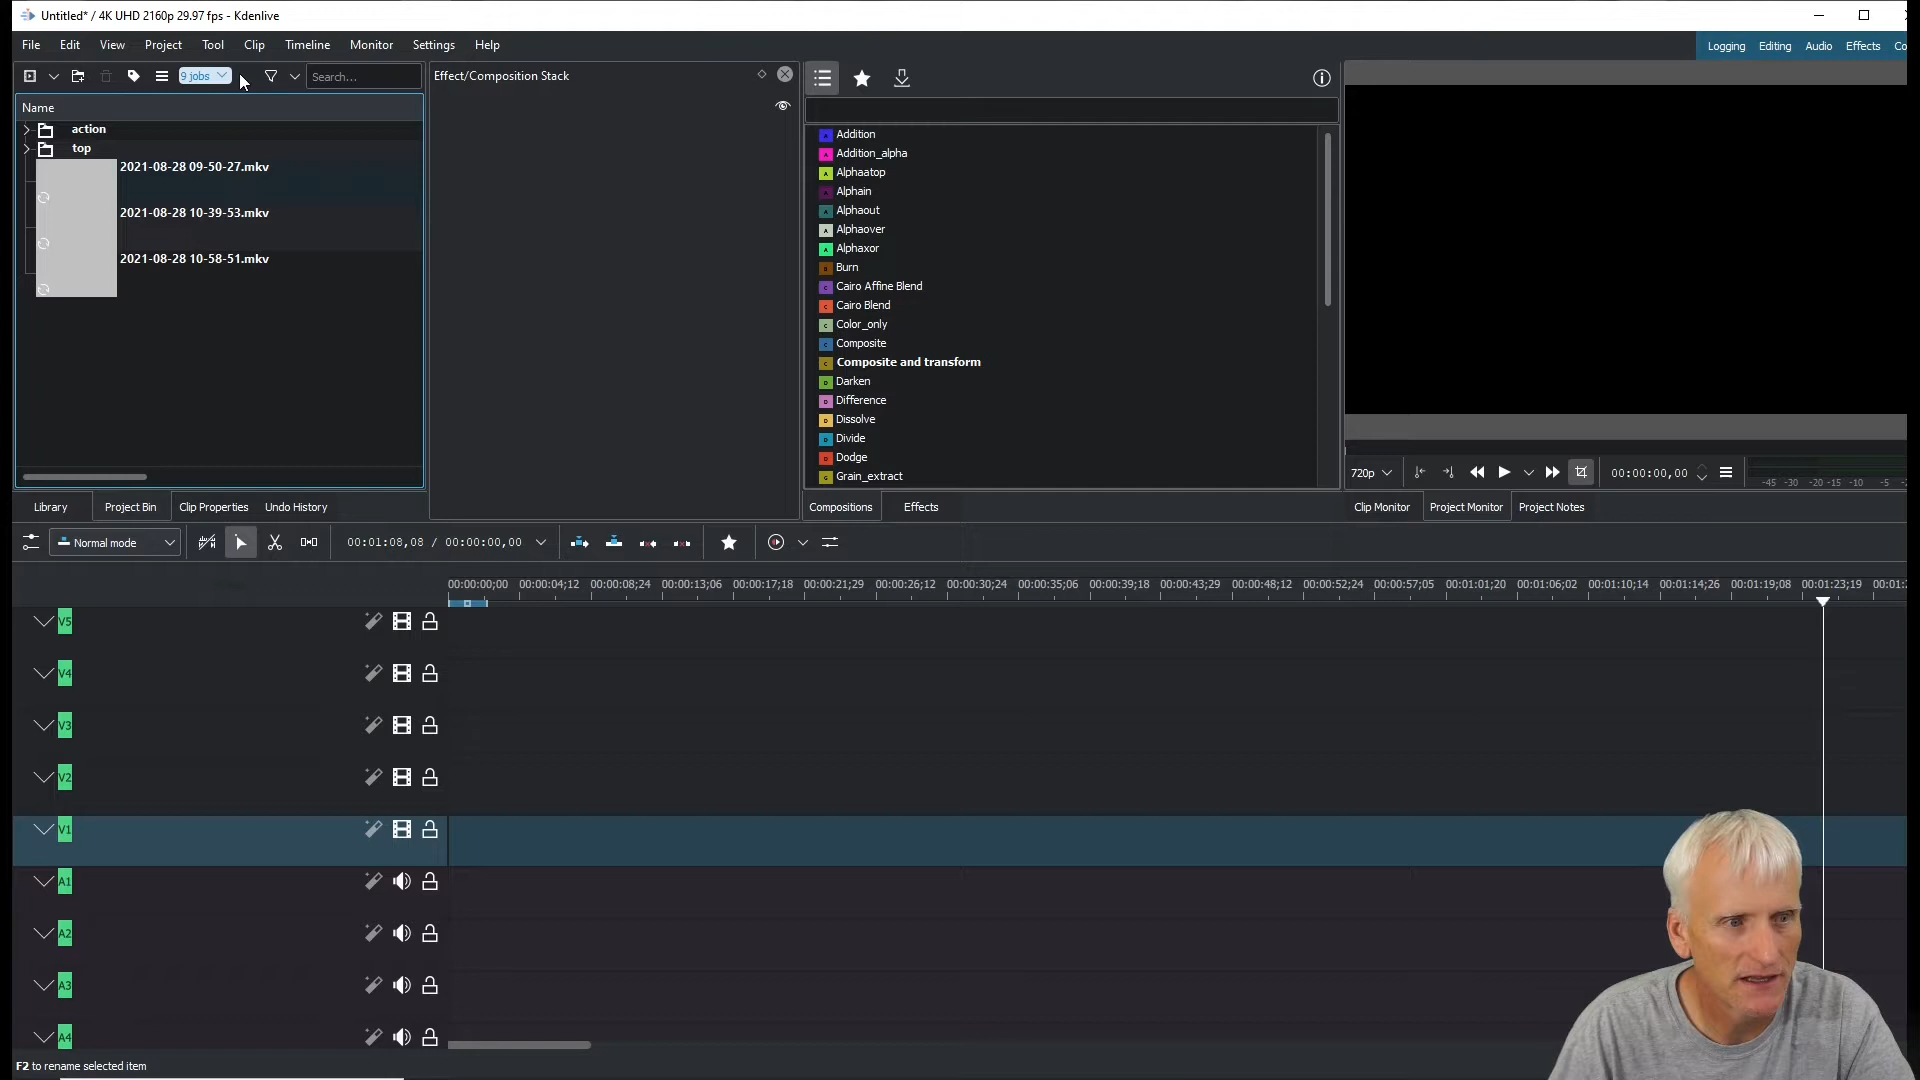 Untitled* / 4K UHD 2160p 29.97 fps - Kdenlive
File Edit View Project Tool Clip Timeline Monitor Settings Help
Logging Editing Audio Effects Co
9 jobs
Search...
Effect/Composition Stack
Name
action
top
2021-08-28 09-50-27.mkv
2021-08-28 10-39-53.mkv
2021-08-28 10-58-51.mkv
Addition
Addition_alpha
Alphaatop
Alphain
Alphaout
Alphaover
Alphaxor
Burn
Cairo Affine Blend
Cairo Blend
Color_only
Composite
Composite and transform
Darken
Difference
Dissolve
Divide
Dodge
Grain_extract
720p
00:00:00,00
-45 -30 -20 -15 -10 -5
Library Project Bin Clip Properties Undo History
Compositions Effects
Clip Monitor Project Monitor Project Notes
Normal mode
00:01:08,08 / 00:00:00,00
00:00:00;00 00:00:04;12 00:00:08;24 00:00:13;06 00:00:17;18 00:00:21;29 00:00:26;12 00:00:30;24 00:00:35;06 00:00:39;18 00:00:43;29 00:00:48;12 00:00:52;24 00:00:57;05 00:01:01;20 00:01:06;02 00:01:10;14 00:01:14;26 00:01:19;08 00:01:23;19 00:01:2
V5
V4
V3
V2
V1
A1
A2
A3
A4
F2 to rename selected item